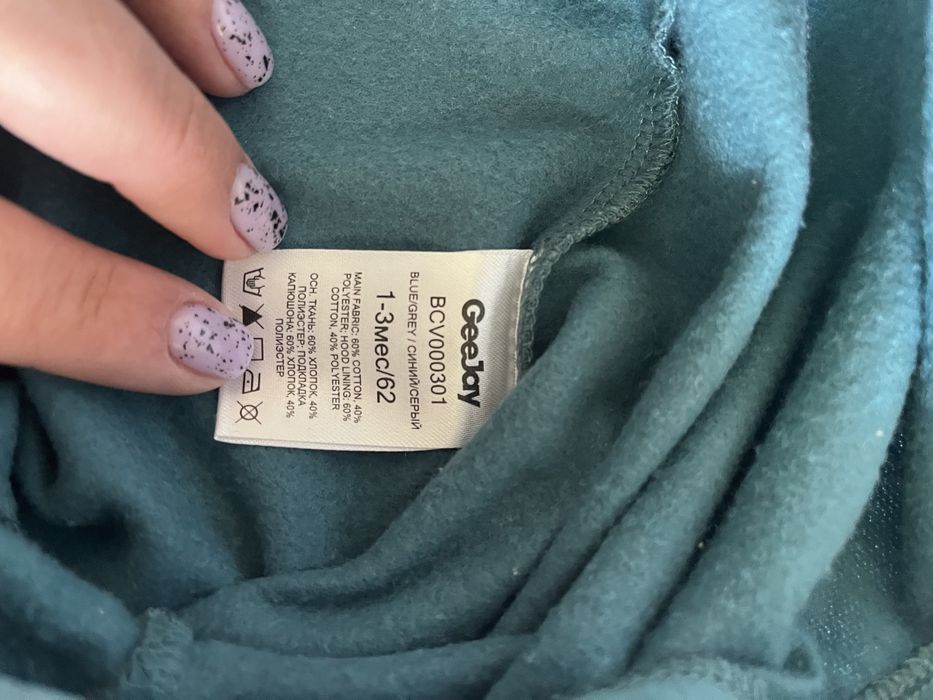 GeeJay
BCV000301
BLUE/GREY / СИНИЙ/СЕРЫЙ
1-3мес/62
MAIN FABRIC: 60% COTTON, 40%
POLYESTER; HOOD LINING: 60%
COTTON, 40% POLYESTER
ОСН. ТКАНЬ: 60% ХЛОПОК, 40%
ПОЛИЭСТЕР; ПОДКЛАДКА
КАПЮШОНА: 60% ХЛОПОК, 40%
ПОЛИЭСТЕР